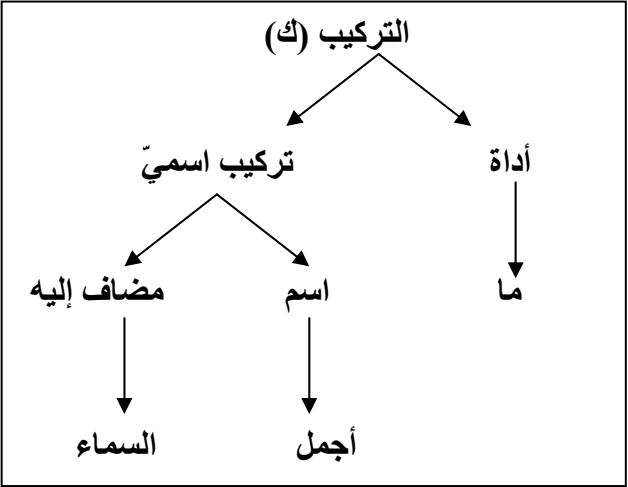 التركيب (ك)
أداة تركيب اسميّ
ما اسم مضاف إليه
أجمل السماء